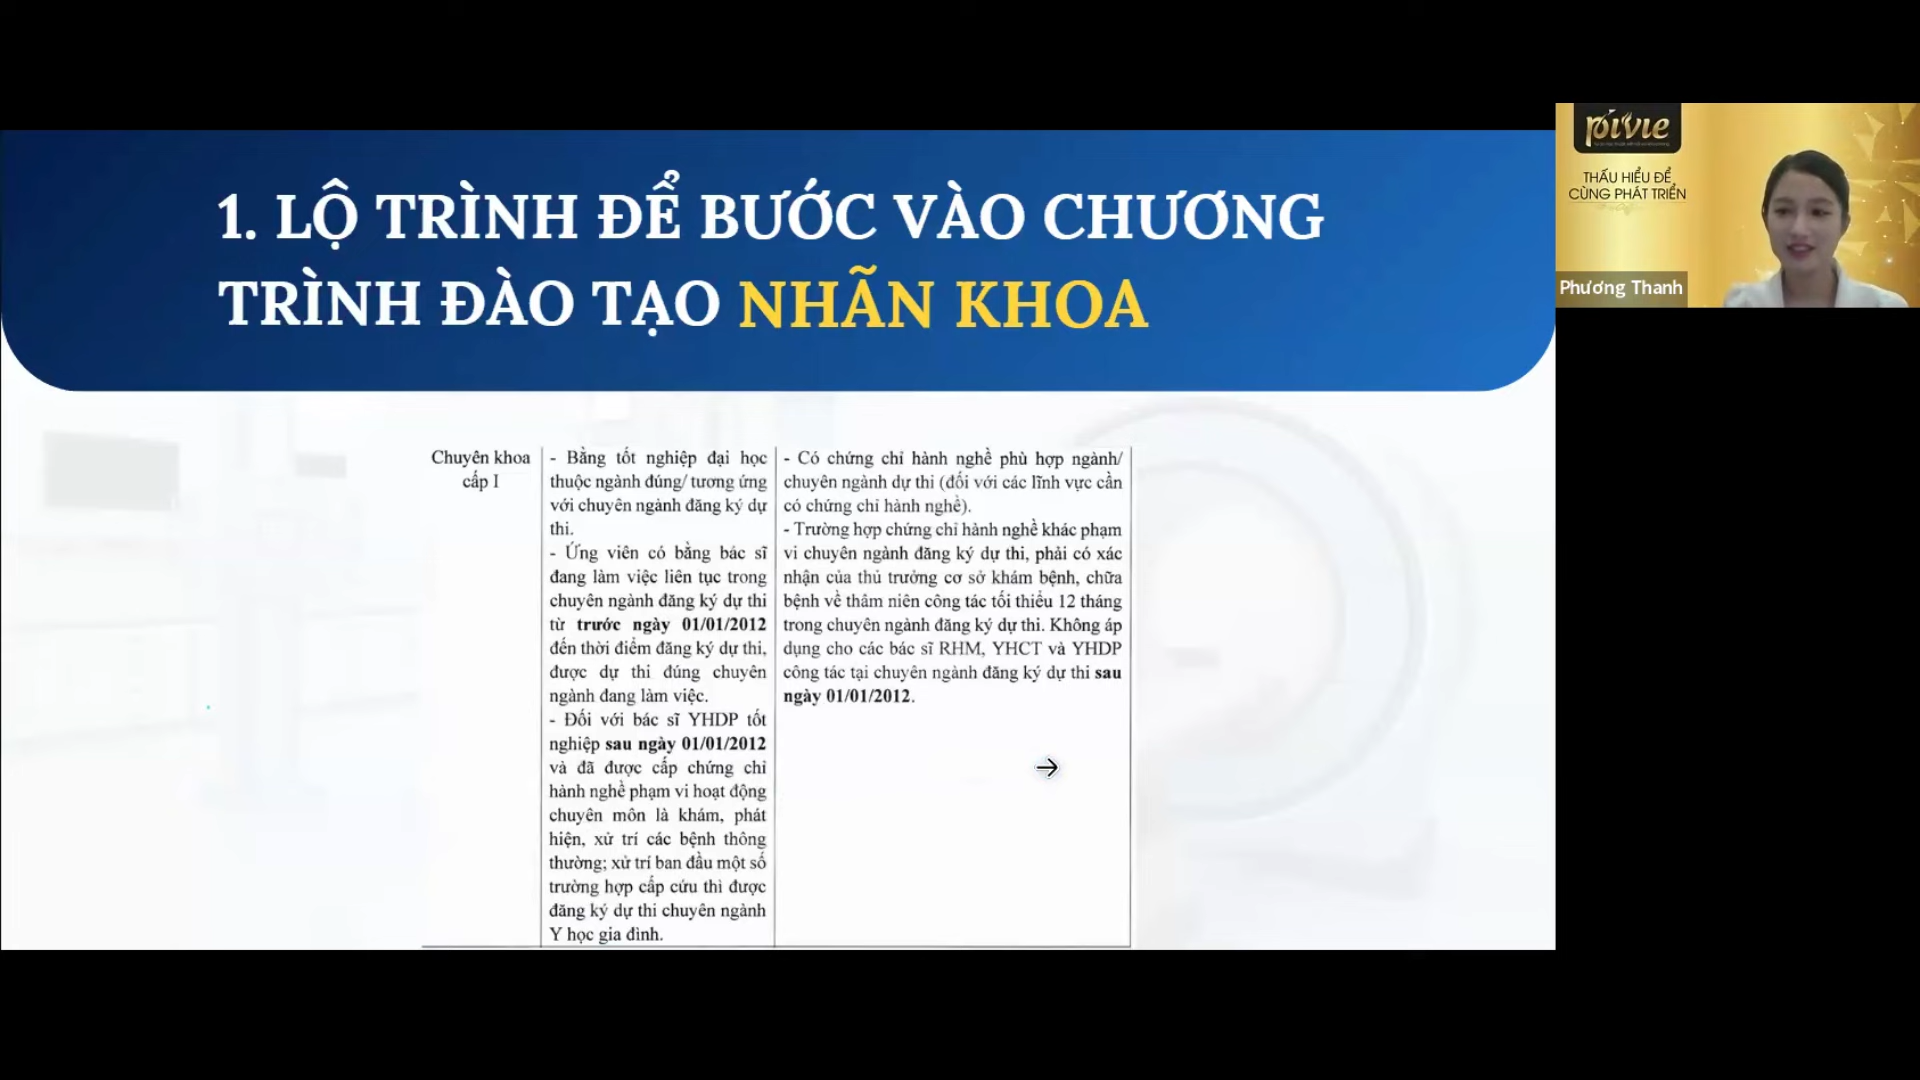 1. LỘ TRÌNH ĐỂ BƯỚC VÀO CHƯƠNG
TRÌNH ĐÀO TẠO NHÃN KHOA
Chuyên khoa
cấp I
- Bằng tốt nghiệp đại học
thuộc ngành đúng/ tương ứng
với chuyên ngành đăng ký dự
thi.
- Ứng viên có bằng bác sĩ
đang làm việc liên tục trong
chuyên ngành đăng ký dự thi
từ trước ngày 01/01/2012
đến thời điểm đăng ký dự thi,
được dự thi đúng chuyên
ngành đang làm việc.
- Đối với bác sĩ YHDP tốt
nghiệp sau ngày 01/01/2012
và đã được cấp chứng chỉ
hành nghề phạm vi hoạt động
chuyên môn là khám, phát
hiện, xử trí các bệnh thông
thường; xử trí ban đầu một số
trường hợp cấp cứu thì được
đăng ký dự thi chuyên ngành
Y học gia đình.
- Có chứng chỉ hành nghề phù hợp ngành/
chuyên ngành dự thi (đối với các lĩnh vực cần
có chứng chỉ hành nghề).
- Trường hợp chứng chỉ hành nghề khác phạm
vi chuyên ngành đăng ký dự thi, phải có xác
nhận của thủ trưởng cơ sở khám bệnh, chữa
bệnh về thâm niên công tác tối thiểu 12 tháng
trong chuyên ngành đăng ký dự thi. Không áp
dụng cho các bác sĩ RHM, YHCT và YHDP
công tác tại chuyên ngành đăng ký dự thi sau
ngày 01/01/2012.
pivie
THẤU HIỂU ĐỂ
CÙNG PHÁT TRIỂN
Phương Thanh